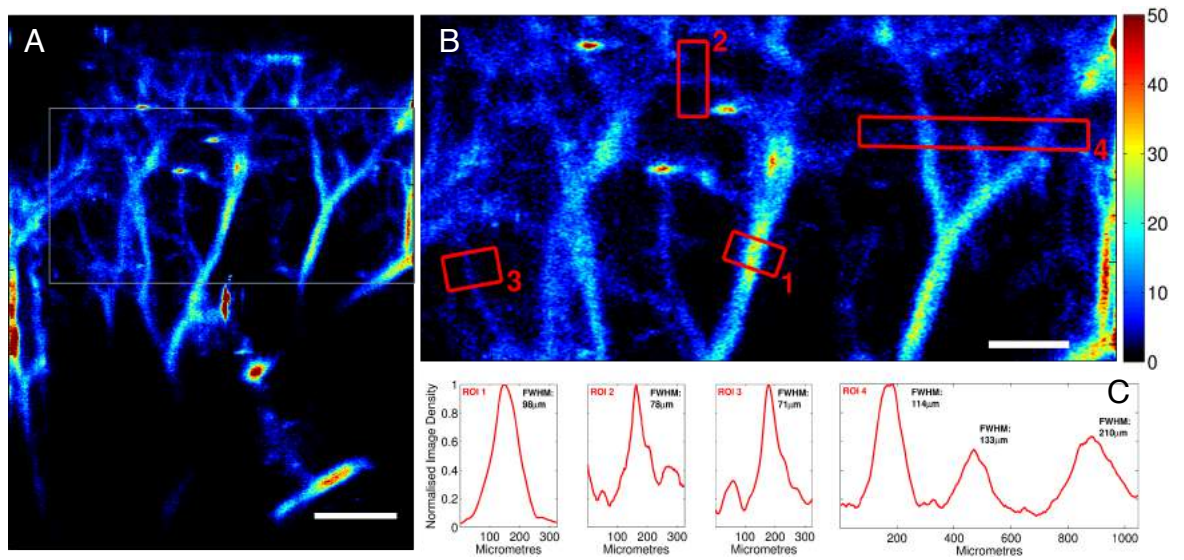 A
B
2
4
3
1
50
40
30
20
10
0
C
Normalised Image Density
1
0.8
0.6
0.4
0.2
0
ROI 1
FWHM:
98μm
100 200 300
Micrometres
ROI 2
FWHM:
78μm
100 200 300
Micrometres
ROI 3
FWHM:
71μm
100 200 300
Micrometres
ROI 4
FWHM:
114μm
FWHM:
133μm
FWHM:
210μm
200 400 600 800 1000
Micrometres